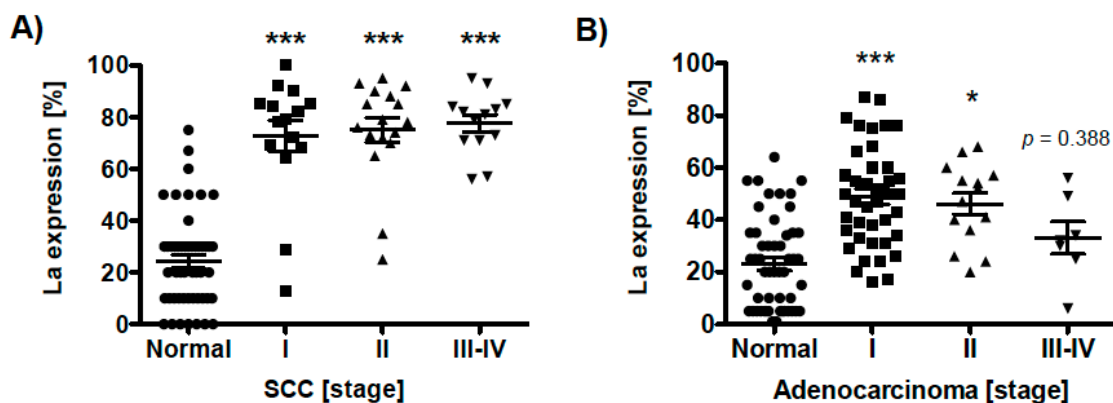 A)
La expression [%]
100
80
60
40
20
0
*** *** ***
Normal I II III-IV
SCC [stage]
B)
La expression [%]
100
80
60
40
20
0
***
*
p = 0.388
Normal I II III-IV
Adenocarcinoma [stage]